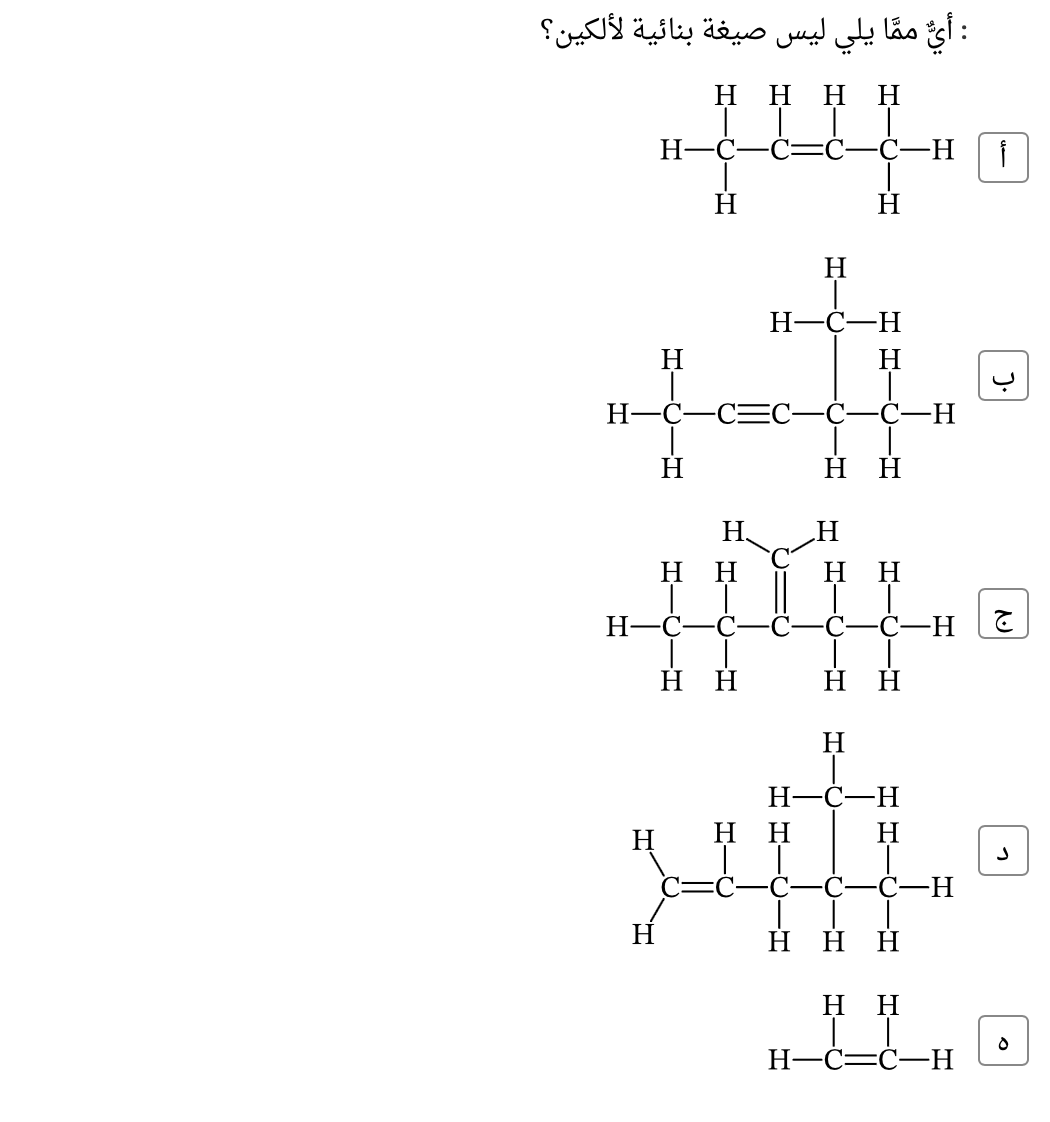 : أيٌّ ممَّا يلي ليس صيغة بنائية لألكين؟
H H H H
أ
H—C—C=C—C—H
H H
H
H—C—H
H H
ب
H—C—C≡C—C—C—H
H H H
H H
C
H H H H
ج
H—C—C—C—C—C—H
H H H H
H
H—C—H
H H H H
د
C=C—C—C—C—H
H H H H
H H
ه
H—C=C—H